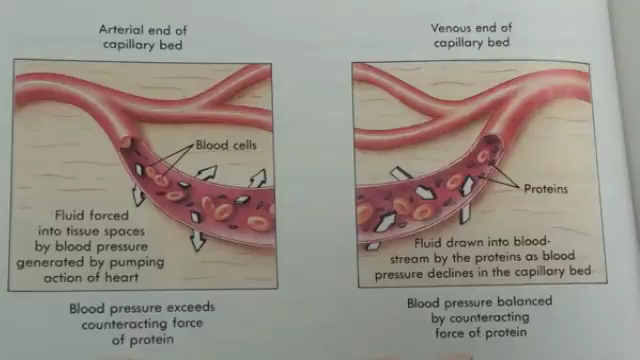 Arterial end of
capillary bed
Blood cells
Fluid forced
into tissue spaces
by blood pressure
generated by pumping
action of heart
Blood pressure exceeds
counteracting force
of protein
Venous end of
capillary bed
Proteins
Fluid drawn into blood-
stream by the proteins as blood
pressure declines in the capillary bed
Blood pressure balanced
by counteracting
force of protein